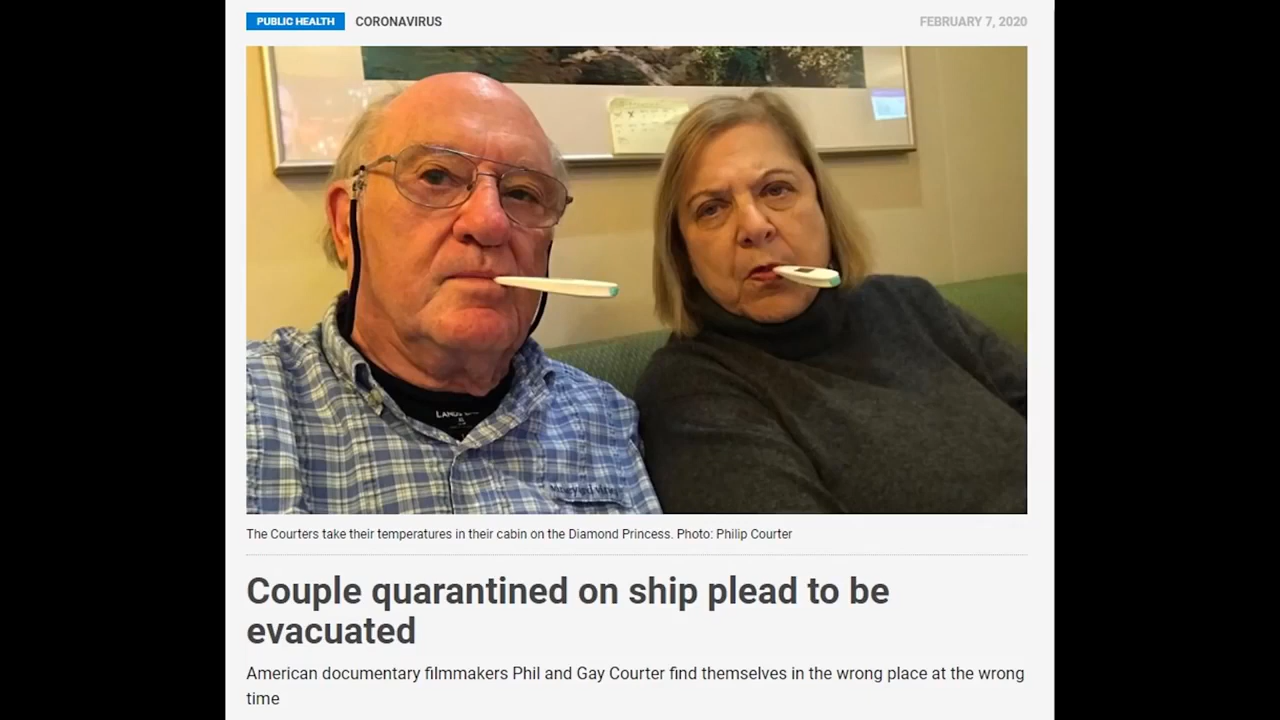 PUBLIC HEALTH CORONAVIRUS FEBRUARY 7, 2020
The Courters take their temperatures in their cabin on the Diamond Princess. Photo: Philip Courter
Couple quarantined on ship plead to be
evacuated
American documentary filmmakers Phil and Gay Courter find themselves in the wrong place at the wrong
time